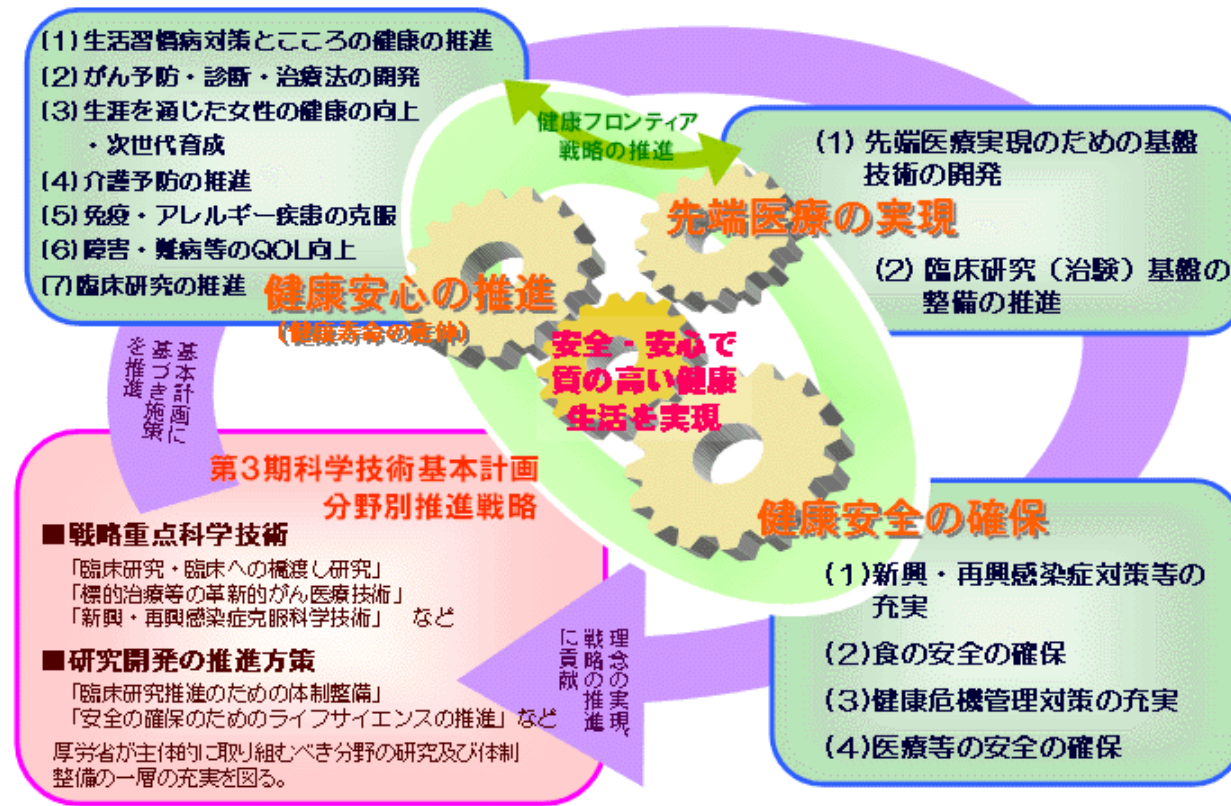 (1)生活習慣病対策とこころの健康の推進
(2)がん予防・診断・治療法の開発
(3)生涯を通じた女性の健康の向上
・次世代育成
(4)介護予防の推進
(5)免疫・アレルギー疾患の克服
(6)障害・難病等のQOL向上
(7)臨床研究の推進
健康安心の推進
(健康寿命の延伸)
健康フロンティア
戦略の推進
(1) 先端医療実現のための基盤
技術の開発
先端医療の実現
(2) 臨床研究（治験）基盤の
整備の推進
安全・安心で
質の高い健康
生活を実現
基本計画に
基づき施策
を推進
第3期科学技術基本計画
分野別推進戦略
■戦略重点科学技術
「臨床研究・臨床への橋渡し研究」
「標的治療等の革新的がん医療技術」
「新興・再興感染症克服科学技術」 など
■研究開発の推進方策
「臨床研究推進のための体制整備」
「安全の確保のためのライフサイエンスの推進」など
厚労省が主体的に取り組むべき分野の研究及び体制
整備の一層の充実を図る。
理念の実現、
戦略の推進
に貢献
健康安全の確保
(1)新興・再興感染症対策等の
充実
(2)食の安全の確保
(3)健康危機管理対策の充実
(4)医療等の安全の確保